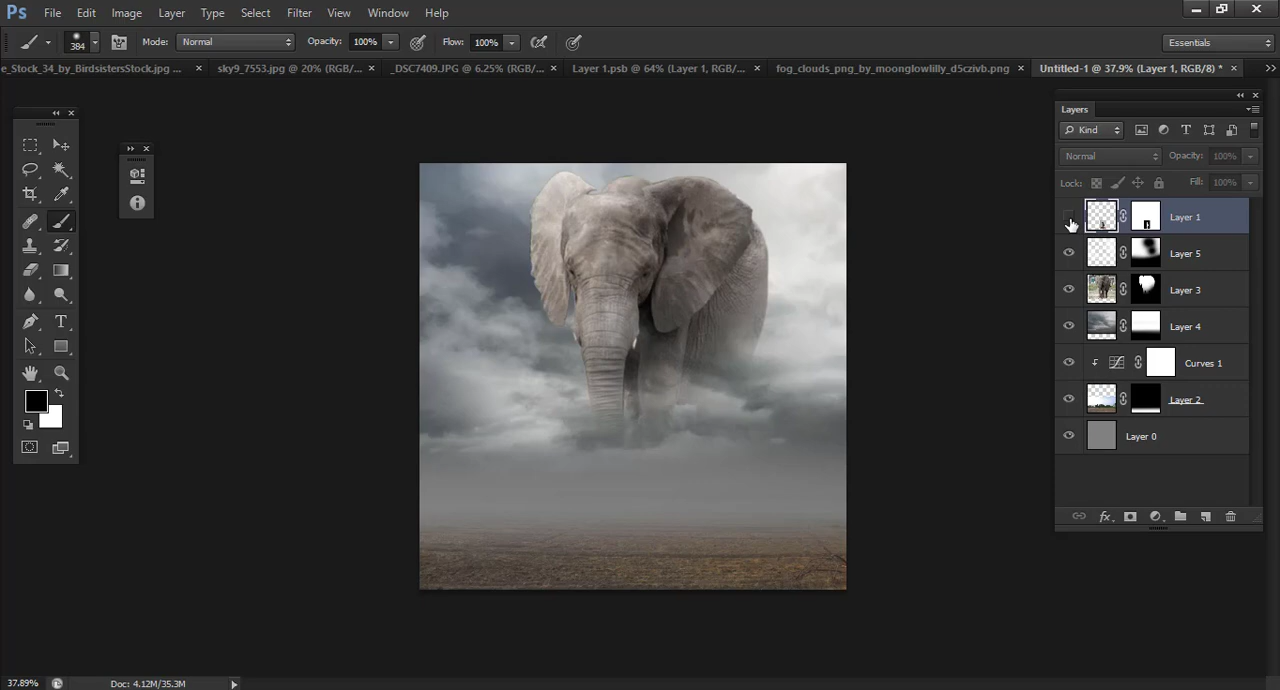 Ps File Edit Image Layer Type Select Filter View Window Help
384 Mode: Normal Opacity: 100% Flow: 100% Essentials
e_Stock_34_by_BirdsistersStock.jpg ... × sky9_7553.jpg @ 20% (RGB/... × _DSC7409.JPG @ 6.25% (RGB/... × Layer 1.psb @ 64% (Layer 1, RGB/... × fog_clouds_png_by_moonglowlilly_d5czivb.png × Untitled-1 @ 37.9% (Layer 1, RGB/8) * ×
Layers
Kind
Normal Opacity: 100%
Lock: Fill: 100%
Layer 1
Layer 5
Layer 3
Layer 4
Curves 1
Layer 2
Layer 0
fx
37.89% Doc: 4.12M/35.3M